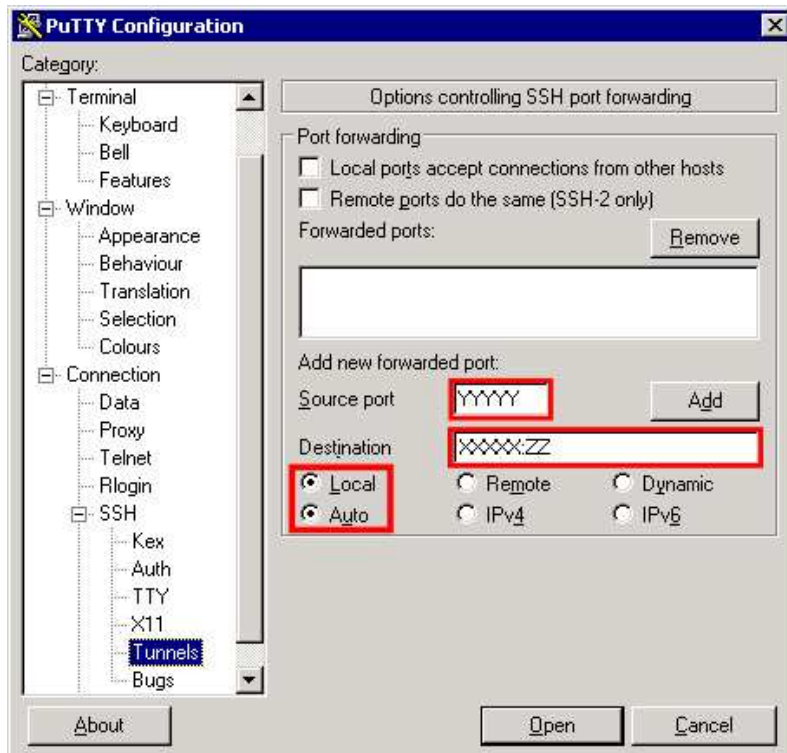 PuTTY Configuration
Category:
Terminal
Keyboard
Bell
Features
Window
Appearance
Behaviour
Translation
Selection
Colours
Connection
Data
Proxy
Telnet
Rlogin
SSH
Kex
Auth
TTY
X11
Tunnels
Bugs
Options controlling SSH port forwarding
Port forwarding
Local ports accept connections from other hosts
Remote ports do the same (SSH-2 only)
Forwarded ports:
Remove
Add new forwarded port:
Source port YYYYY Add
Destination XXXXX:ZZ
Local Remote Dynamic
Auto IPv4 IPv6
About Open Cancel